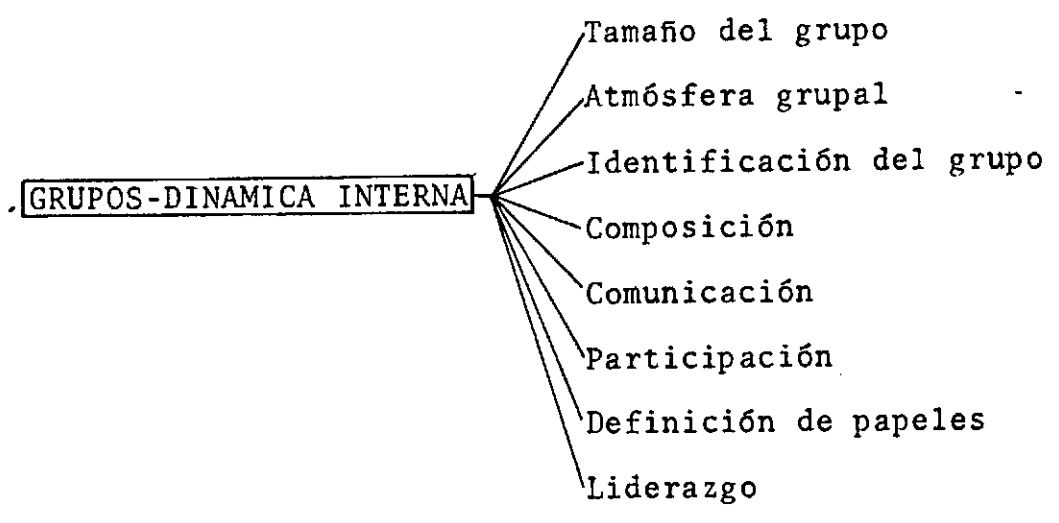 Tamaño del grupo
Atmósfera grupal
Identificación del grupo
GRUPOS-DINAMICA INTERNA
Composición
Comunicación
Participación
Definición de papeles
Liderazgo